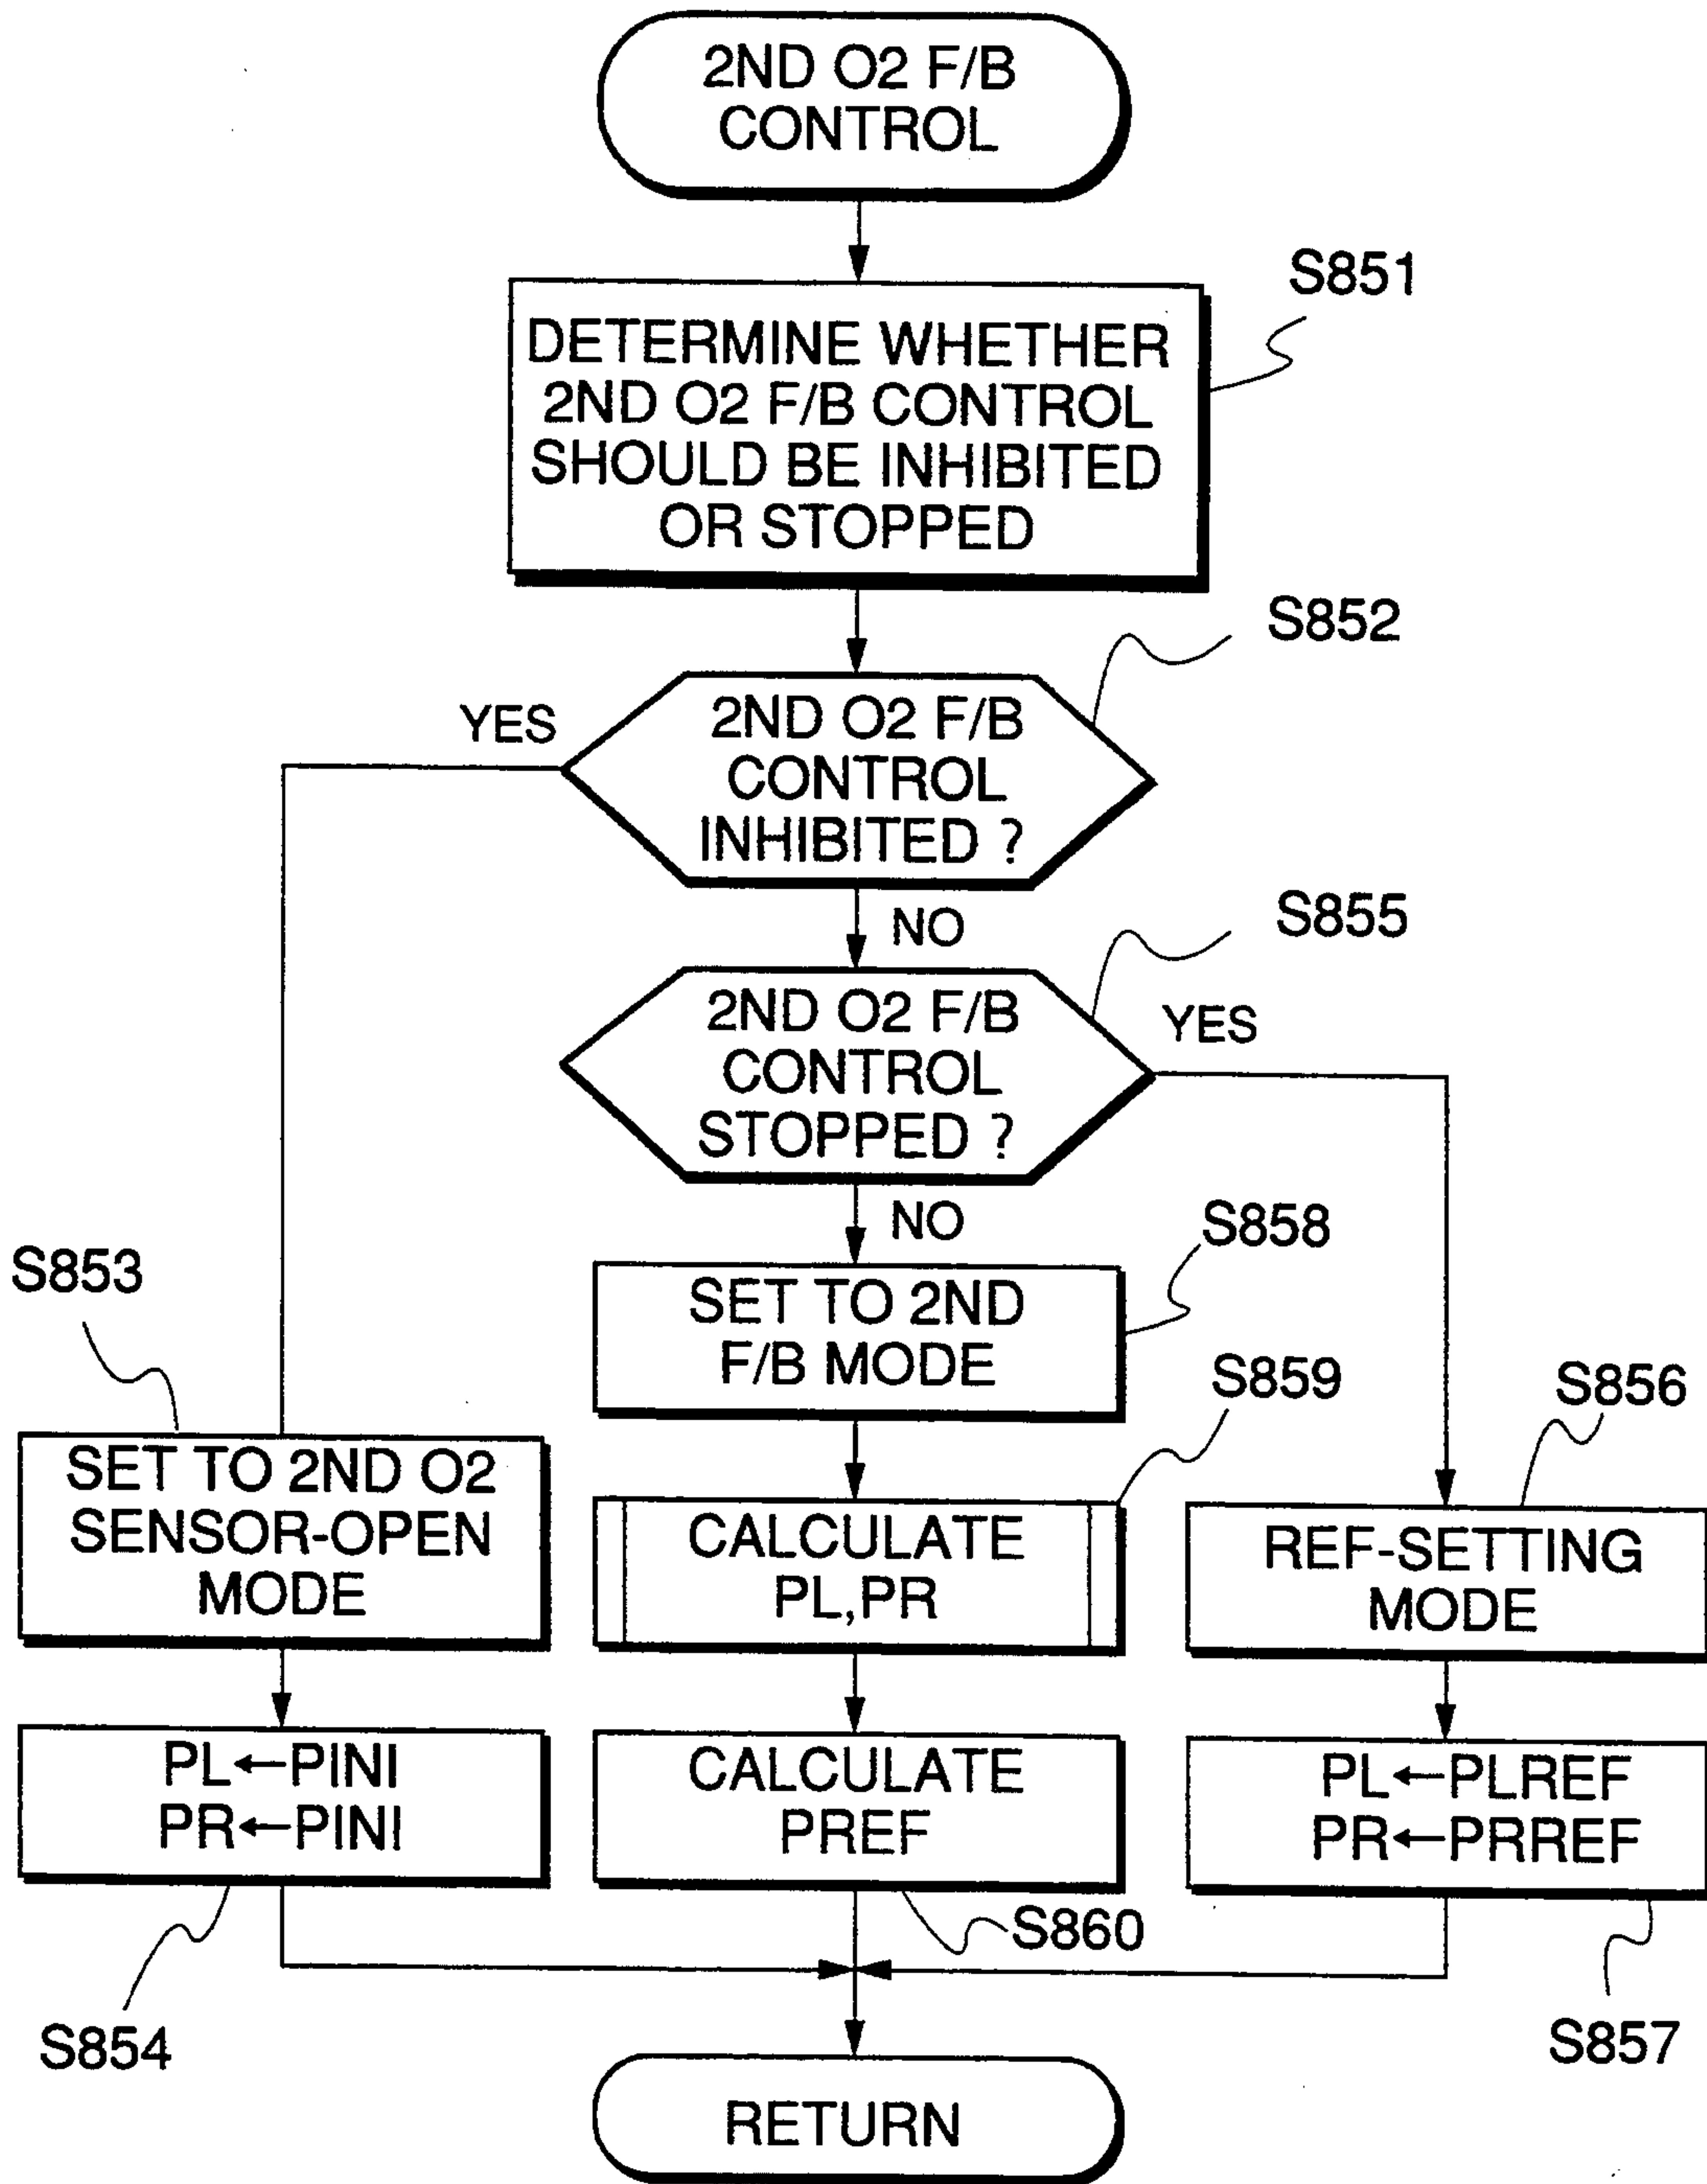 2ND O2 F/B
CONTROL
S851
DETERMINE WHETHER
2ND O2 F/B CONTROL
SHOULD BE INHIBITED
OR STOPPED
S852
YES
2ND O2 F/B
CONTROL
INHIBITED ?
NO
S855
2ND O2 F/B
CONTROL
STOPPED ?
YES
NO
S858
S853
SET TO 2ND
F/B MODE
S859
S856
SET TO 2ND O2
SENSOR-OPEN
MODE
CALCULATE
PL,PR
REF-SETTING
MODE
PL←PINI
PR←PINI
CALCULATE
PREF
PL←PLREF
PR←PRREF
S860
S854
S857
RETURN